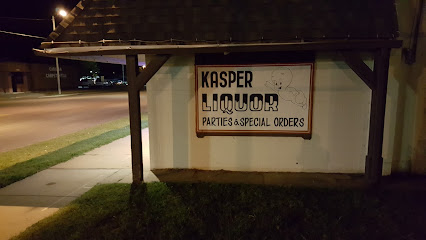 KASPER
LIQUOR
PARTIES & SPECIAL ORDERS